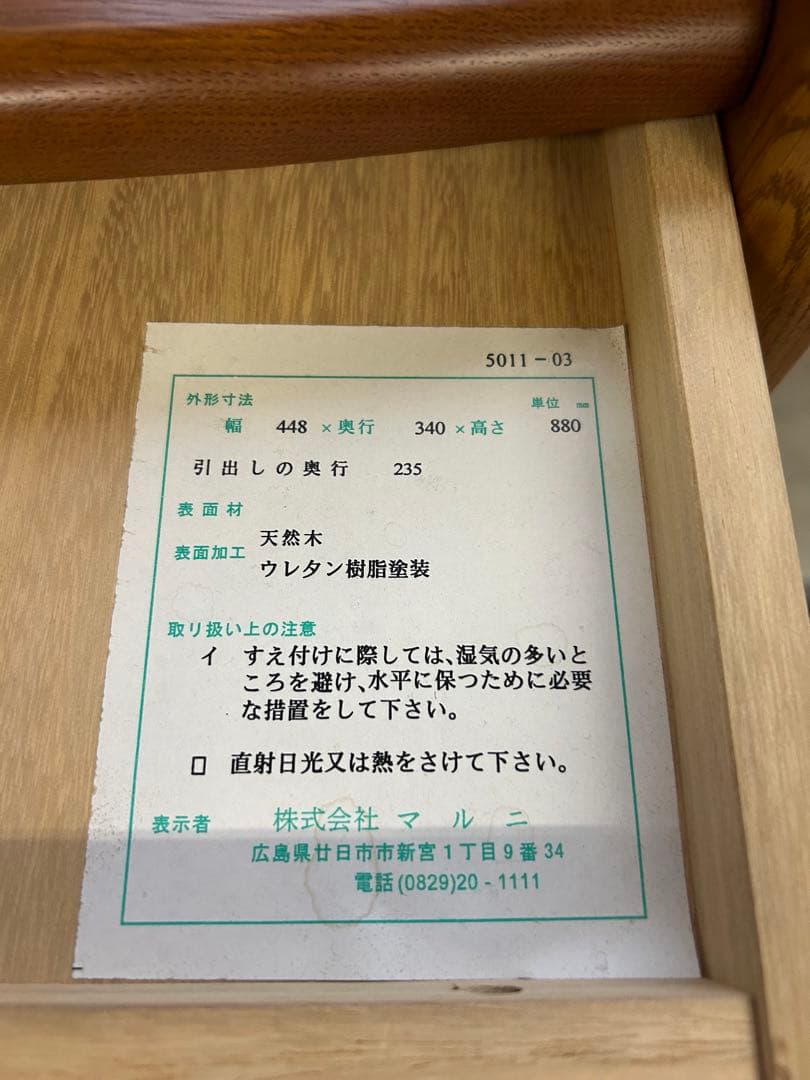 5011-03
外形寸法 単位 mm
幅 448 × 奥行 340 × 高さ 880
引出しの奥行 235
表面材
天然木
表面加工
ウレタン樹脂塗装
取り扱い上の注意
イ すえ付けに際しては、湿気の多いと
ころを避け、水平に保つために必要
な措置をして下さい。
ロ 直射日光又は熱をさけて下さい。
表示者 株式会社 マルニ
広島県廿日市市新宮1丁目9番34
電話(0829)20-1111